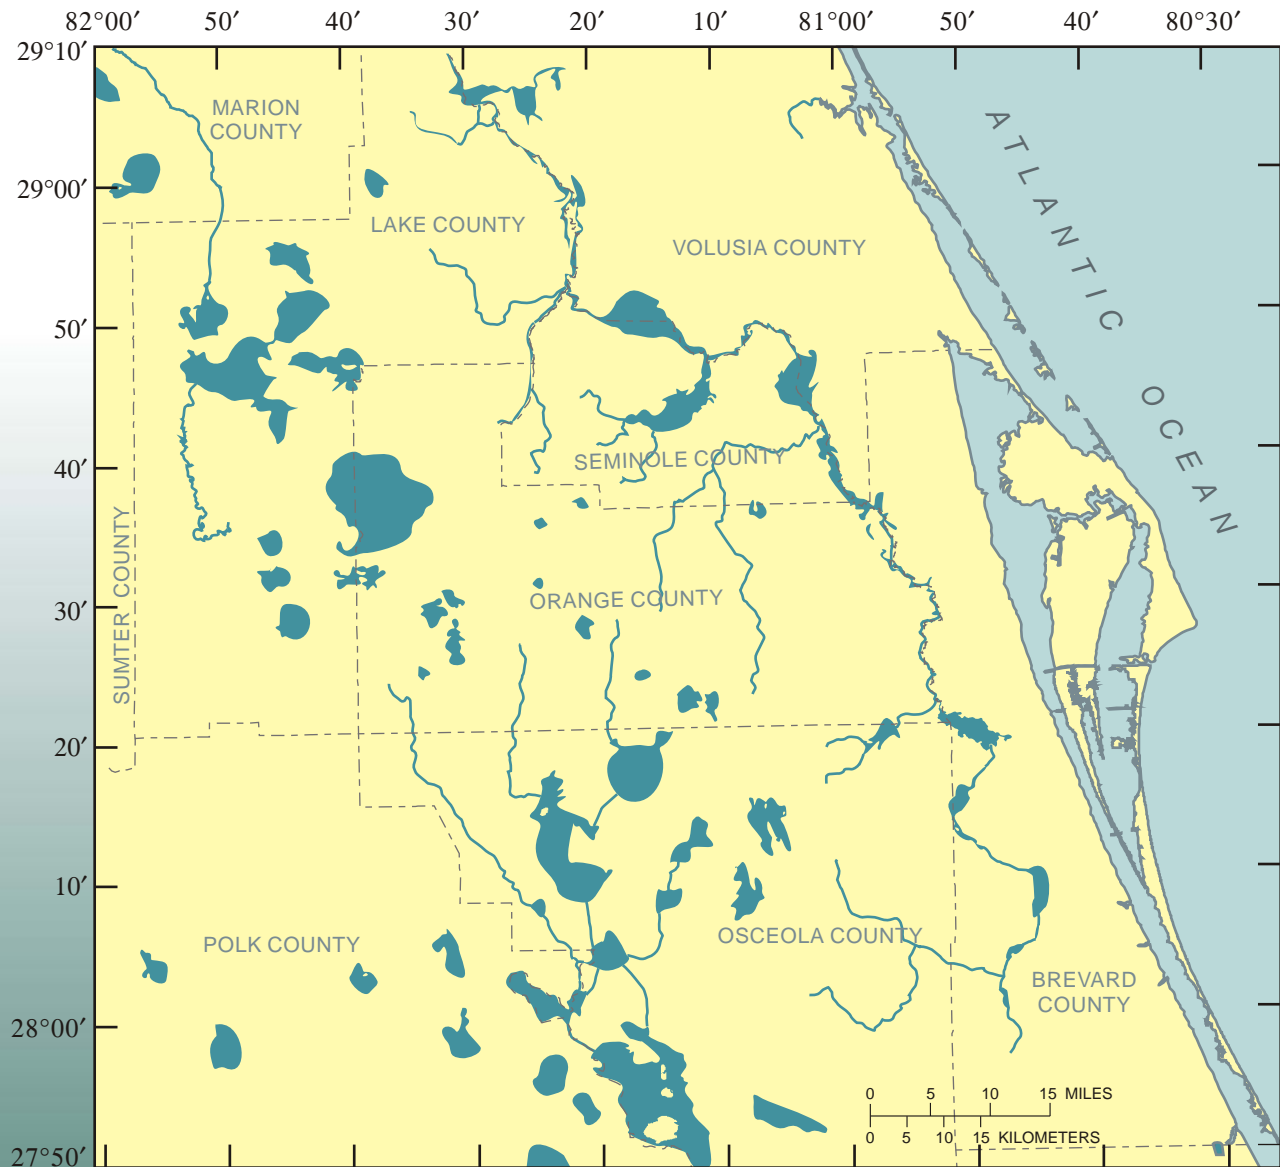 82°00′ 50′ 40′ 30′ 20′ 10′ 81°00′ 50′ 40′ 80°30′
29°10′
MARION
COUNTY
ATLANTIC OCEAN
29°00′
LAKE COUNTY
VOLUSIA COUNTY
50′
40′
SEMINOLE COUNTY
SUMTER COUNTY
30′
ORANGE COUNTY
20′
10′
POLK COUNTY
OSCEOLA COUNTY
BREVARD
COUNTY
28°00′
0 5 10 15 MILES
0 5 10 15 KILOMETERS
27°50′